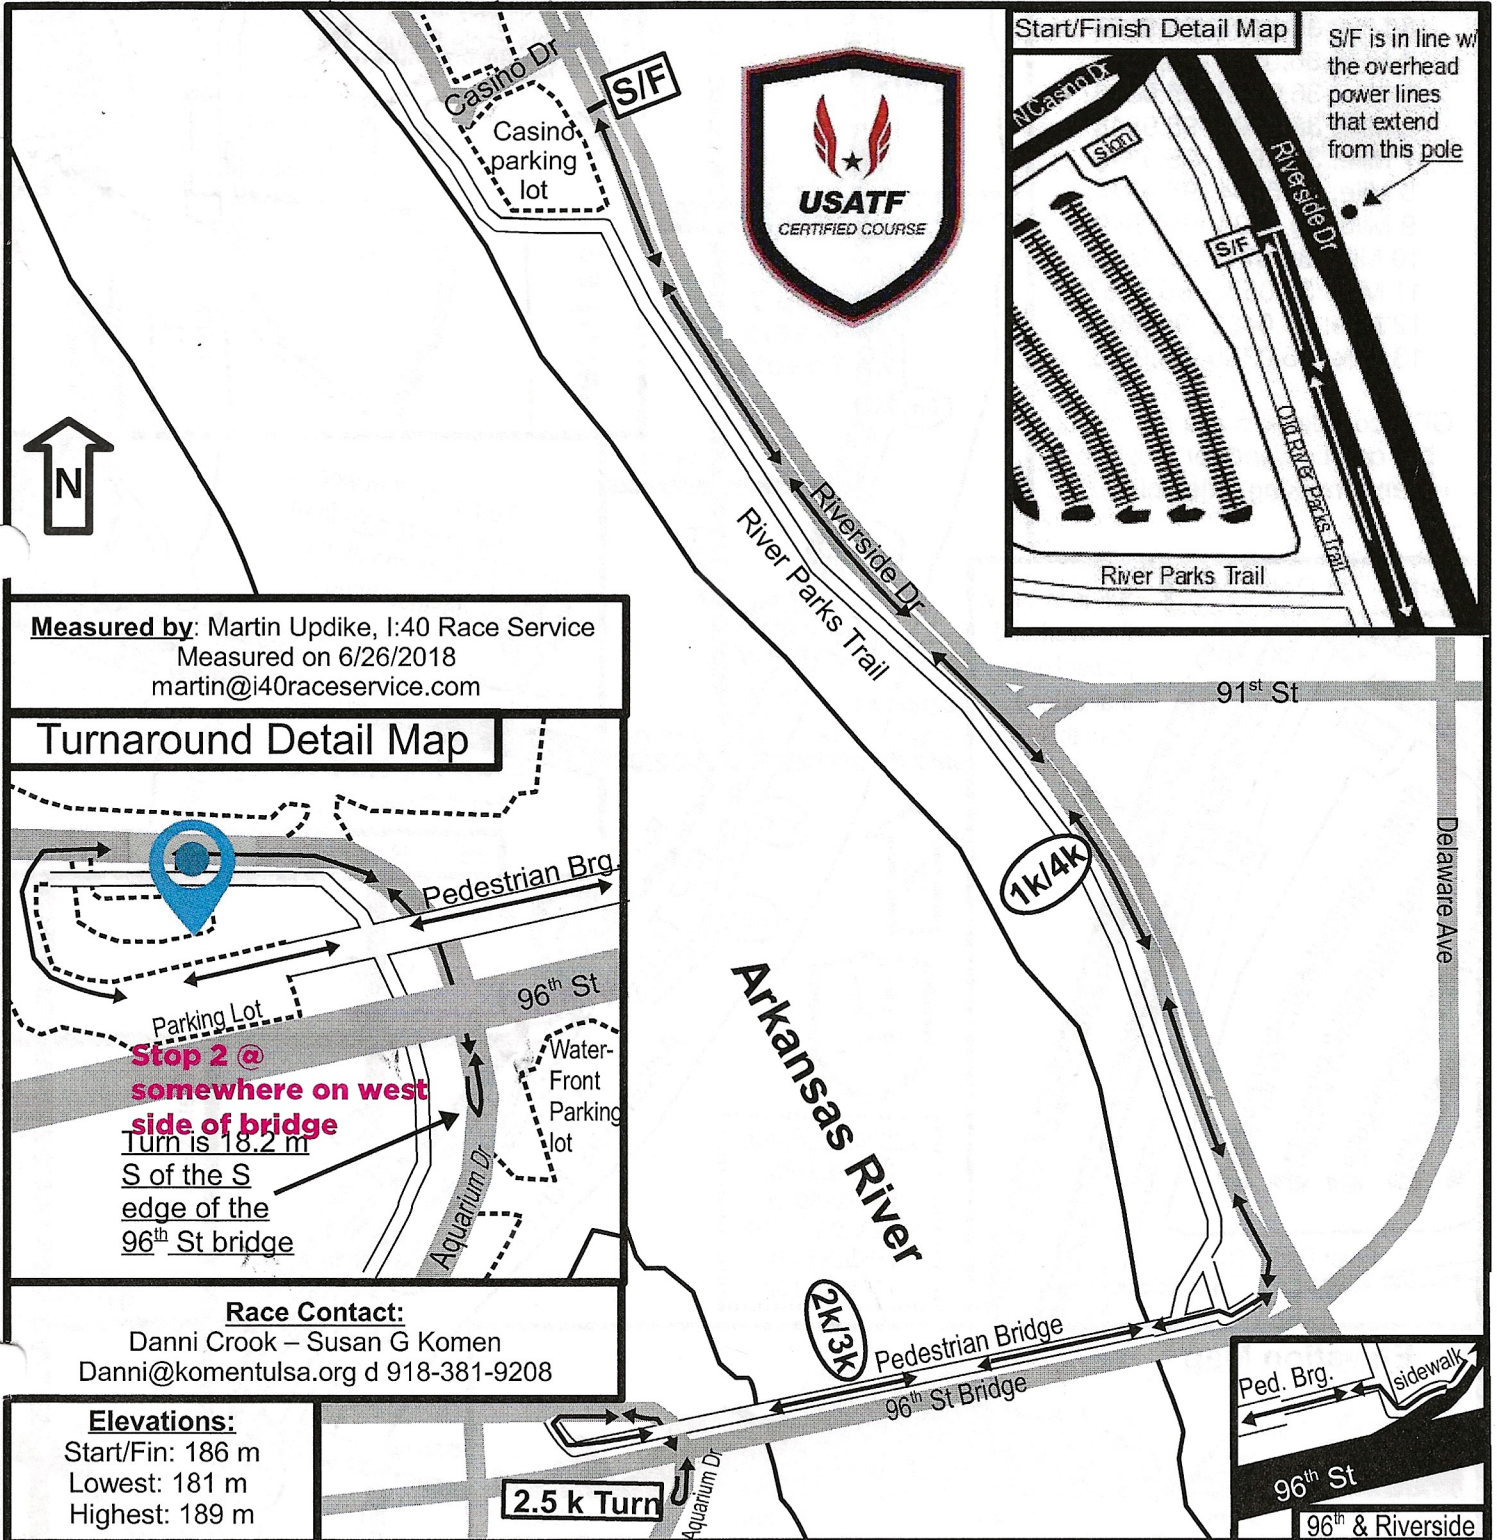 Start/Finish Detail Map
S/F is in line w/
the overhead
power lines
that extend
from this pole
N Casino Dr
sign
Riverside Dr
S/F
Old River Parks Trail
River Parks Trail
Casino Dr
S/F
Casino
parking
lot
USATF
CERTIFIED COURSE
N
Riverside Dr
River Parks Trail
91st St
Delaware Ave
1k/4k
Arkansas River
Measured by: Martin Updike, I:40 Race Service
Measured on 6/26/2018
martin@i40raceservice.com
Turnaround Detail Map
Pedestrian Brg.
96th St
Parking Lot
Stop 2 @
somewhere on west
side of bridge
Water-
Front
Parking
lot
Turn is 18.2 m
S of the S
edge of the
96th St bridge
Aquarium Dr
Race Contact:
Danni Crook – Susan G Komen
Danni@komentulsa.org d 918-381-9208
2k/3k
Pedestrian Bridge
96th St Bridge
Elevations:
Start/Fin: 186 m
Lowest: 181 m
Highest: 189 m
2.5 k Turn
Aquarium Dr
Ped. Brg.
sidewalk
96th St
96th & Riverside